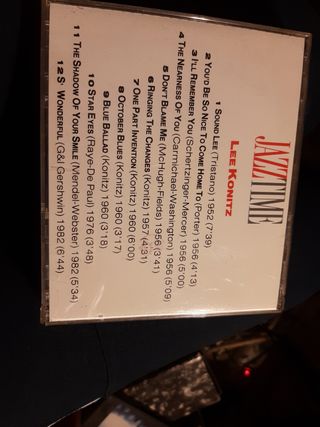 JAZZTIME
LEE KONITZ
1 SOUND LEE (Tristano) 1952 (7'39)
2 YOU'D BE SO NICE TO COME HOME TO (Porter) 1956 (4'13)
3 I'LL REMEMBER YOU (Schertzinger-Mercer) 1956 (5'00)
4 THE NEARNESS OF YOU (Carmichael-Washington) 1956 (5'09)
5 DON'T BLAME ME (McHugh-Fields) 1956 (3'41)
6 RINGING THE CHANGES (Konitz) 1957 (4'31)
7 ONE PART INVENTION (Konitz) 1960 (6'00)
8 OCTOBER BLUES (Konitz) 1960 (3'17)
9 BLUE BALLAD (Konitz) 1960 (3'18)
10 STAR EYES (Raye-De Paul) 1976 (3'48)
11 THE SHADOW OF YOUR SMILE (Mendel-Webster) 1982 (5'34)
12 S' WONDERFUL (G&I Gershwin) 1982 (6'44)